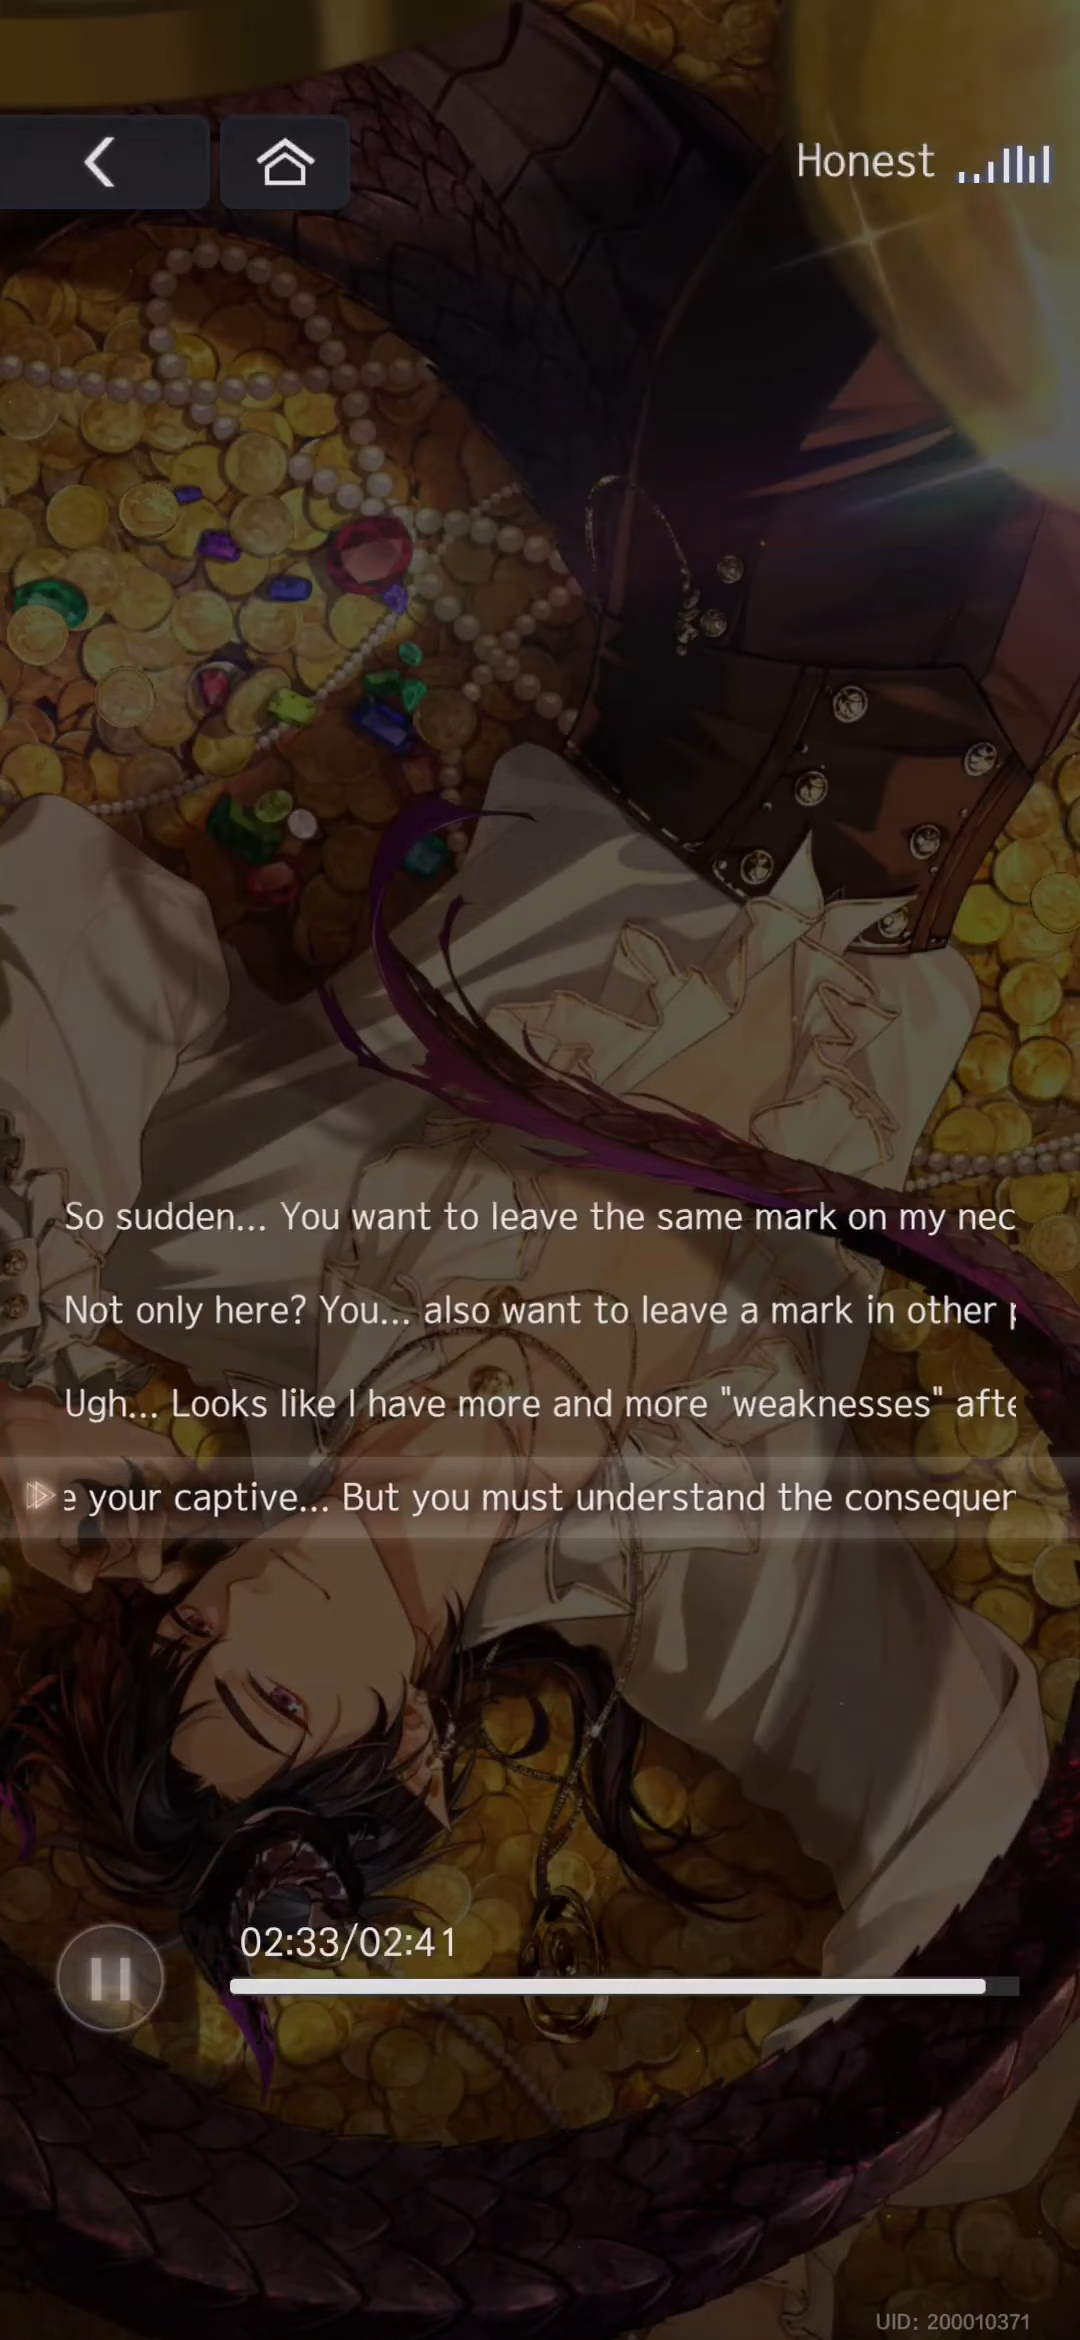 Honest
So sudden... You want to leave the same mark on my nec
Not only here? You... also want to leave a mark in other
Ugh... Looks like I have more and more "weaknesses" afte
e your captive... But you must understand the consequen
02:33/02:41
UID: 200010371